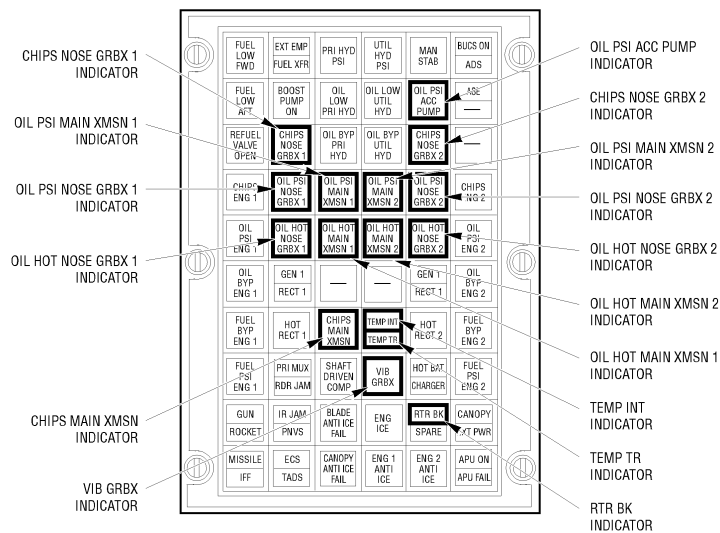 CHIPS NOSE GRBX 1
INDICATOR
OIL PSI MAIN XMSN 1
INDICATOR
OIL PSI NOSE GRBX 1
INDICATOR
OIL HOT NOSE GRBX 1
INDICATOR
CHIPS MAIN XMSN
INDICATOR
VIB GRBX
INDICATOR
FUEL
LOW
FWD
EXT EMP
FUEL XFR
PRI HYD
PSI
UTIL
HYD
PSI
MAN
STAB
BUCS ON
ADS
FUEL
LOW
AFT
BOOST
PUMP
ON
OIL
LOW
PRI HYD
OIL LOW
UTIL
HYD
OIL PSI
ACC
PUMP
ASE
—
REFUEL
VALVE
OPEN
CHIPS
NOSE
GRBX 1
OIL BYP
PRI
HYD
OIL BYP
UTIL
HYD
CHIPS
NOSE
GRBX 2
—
CHIPS
ENG 1
OIL PSI
NOSE
GRBX 1
OIL PSI
MAIN
XMSN 1
OIL PSI
MAIN
XMSN 2
OIL PSI
NOSE
GRBX 2
CHIPS
ENG 2
OIL
PSI
ENG 1
OIL HOT
NOSE
GRBX 1
OIL HOT
MAIN
XMSN 1
OIL HOT
MAIN
XMSN 2
OIL HOT
NOSE
GRBX 2
OIL
PSI
ENG 2
OIL
BYP
ENG 1
GEN 1
RECT 1
—
—
GEN 1
RECT 1
OIL
BYP
ENG 2
FUEL
BYP
ENG 1
HOT
RECT 1
CHIPS
MAIN
XMSN
TEMP INT
TEMP TR
HOT
RECT 2
FUEL
BYP
ENG 2
FUEL
PSI
ENG 1
PRI MUX
RDR JAM
SHAFT
DRIVEN
COMP
VIB
GRBX
HOT BAT
CHARGER
FUEL
PSI
ENG 2
GUN
ROCKET
IR JAM
PNVS
BLADE
ANTI ICE
FAIL
ENG
ICE
RTR BK
SPARE
CANOPY
EXT PWR
MISSILE
IFF
ECS
TADS
CANOPY
ANTI ICE
FAIL
ENG 1
ANTI
ICE
ENG 2
ANTI
ICE
APU ON
APU FAIL
OIL PSI ACC PUMP
INDICATOR
CHIPS NOSE GRBX 2
INDICATOR
OIL PSI MAIN XMSN 2
INDICATOR
OIL PSI NOSE GRBX 2
INDICATOR
OIL HOT NOSE GRBX 2
INDICATOR
OIL HOT MAIN XMSN 2
INDICATOR
OIL HOT MAIN XMSN 1
INDICATOR
TEMP INT
INDICATOR
TEMP TR
INDICATOR
RTR BK
INDICATOR